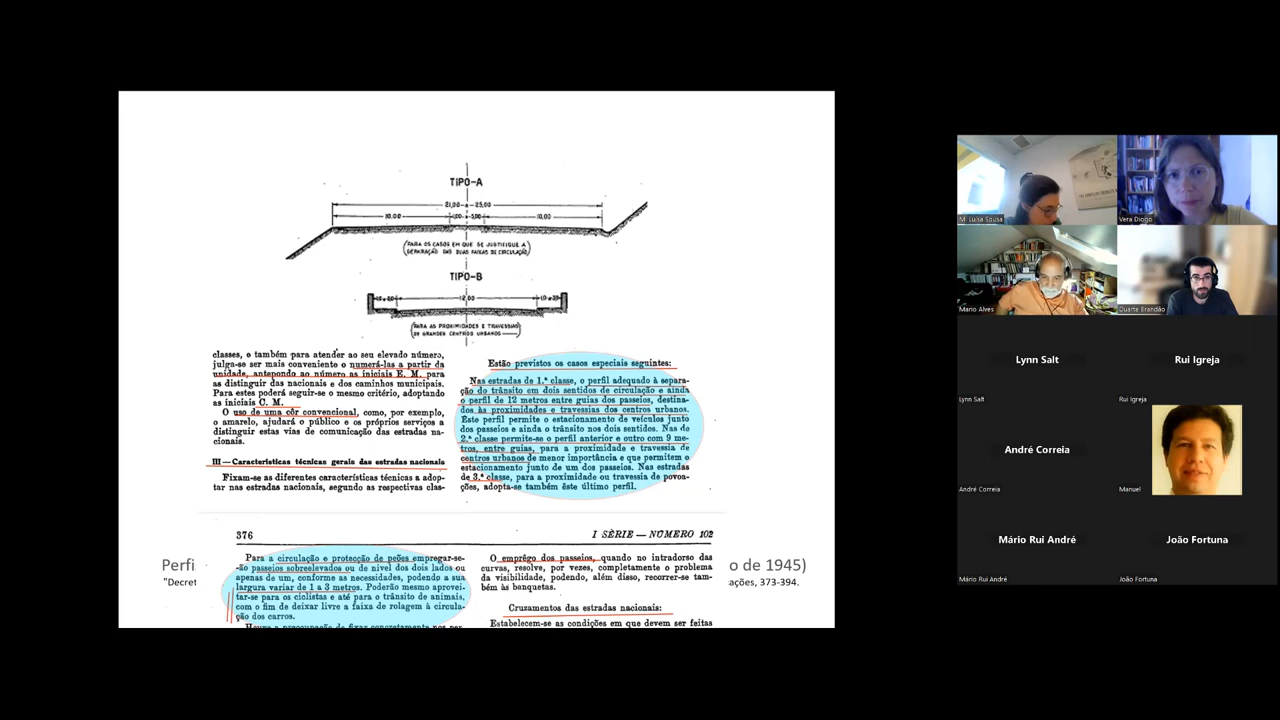 TIPO-A
21,00 - a - 25,00
10,00
1,00 - a - 5,00
10,00
(PARA OS CASOS EM QUE SE JUSTIFIQUE A
SEPARAÇÃO DAS DUAS FAIXAS DE CIRCULAÇÃO)
TIPO-B
12,00
(PARA AS PROXIMIDADES E TRAVESSIAS
DE GRANDES CENTROS URBANOS)
classes, e também para atender ao seu elevado número,
julga-se ser mais conveniente o numerá-las a partir da
unidade, antepondo ao número as iniciais E. M. para
as distinguir das nacionais e dos caminhos municipais.
Para estes poderá seguir-se o mesmo critério, adoptando
as iniciais C. M.
O uso de uma côr convencional, como, por exemplo,
o amarelo, ajudará o público e os próprios serviços a
distinguir estas vias de comunicação das estradas na-
cionais.
III — Características técnicas gerais das estradas nacionais
Fixam-se as diferentes características técnicas a adop-
tar nas estradas nacionais, segundo as respectivas clas-
Estão previstos os casos especiais seguintes:
Nas estradas de 1.ª classe, o perfil adequado à separa-
ção do trânsito em dois sentidos de circulação e ainda
o perfil de 12 metros entre guias dos passeios, destina-
dos às proximidades e travessias dos centros urbanos.
Êste perfil permite o estacionamento de veículos junto
dos passeios e ainda o trânsito nos dois sentidos. Nas de
2.ª classe permite-se o perfil anterior e outro com 9 me-
tros, entre guias, para a proximidade e travessia de
centros urbanos de menor importância e que permitem o
estacionamento junto de um dos passeios. Nas estradas
de 3.ª classe, para a proximidade ou travessia de povoa-
ções, adopta-se também êste último perfil.
376
I SÉRIE — NÚMERO 102
Para a circulação e protecção de peões empregar-se-
-ão passeios sobreelevados ou de nível dos dois lados ou
apenas de um, conforme as necessidades, podendo a sua
largura variar de 1 a 3 metros. Poderão mesmo aprovei-
tar-se para os ciclistas e até para o trânsito de animais,
com o fim de deixar livre a faixa de rolagem à circula-
ção dos carros.
Houve a preocupação de fixar concretamente nos per-
O emprêgo dos passeios, quando no intradorso das
curvas, resolve, por vezes, completamente o problema
da visibilidade, podendo, além disso, recorrer-se tam-
bém às banquetas.
Cruzamentos das estradas nacionais:
Estabelecem-se as condições em que devem ser feitas
Perfi
o de 1945)
"Decret
ações, 373-394.
M. Luísa Sousa
Vera Diogo
Mario Alves
Duarte Brandão
Lynn Salt
Rui Igreja
Lynn Salt
Rui Igreja
André Correia
André Correia
Manuel
Mário Rui André
João Fortuna
Mário Rui André
João Fortuna